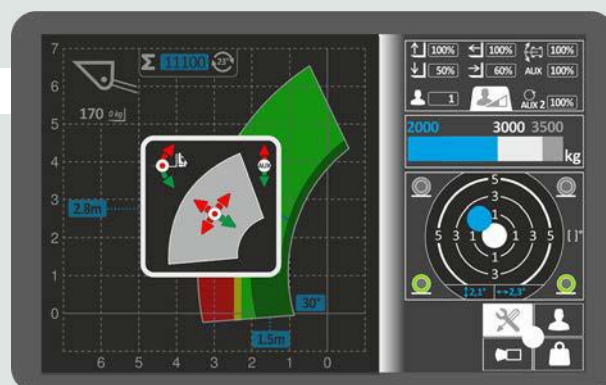 7
6
5
4
3
2
1
0
6 5 4 3 2 1 0
Σ 11100 23°
170 0 kg
2.8m
AUX
30°
1.5m
100% 100% 100%
50% 60% AUX 100%
1 AUX 2 100%
2000 3000 3500
kg
5
3
1
5 3 1 1 3 5 [ ]°
1
3
5
2,1° 2,3°